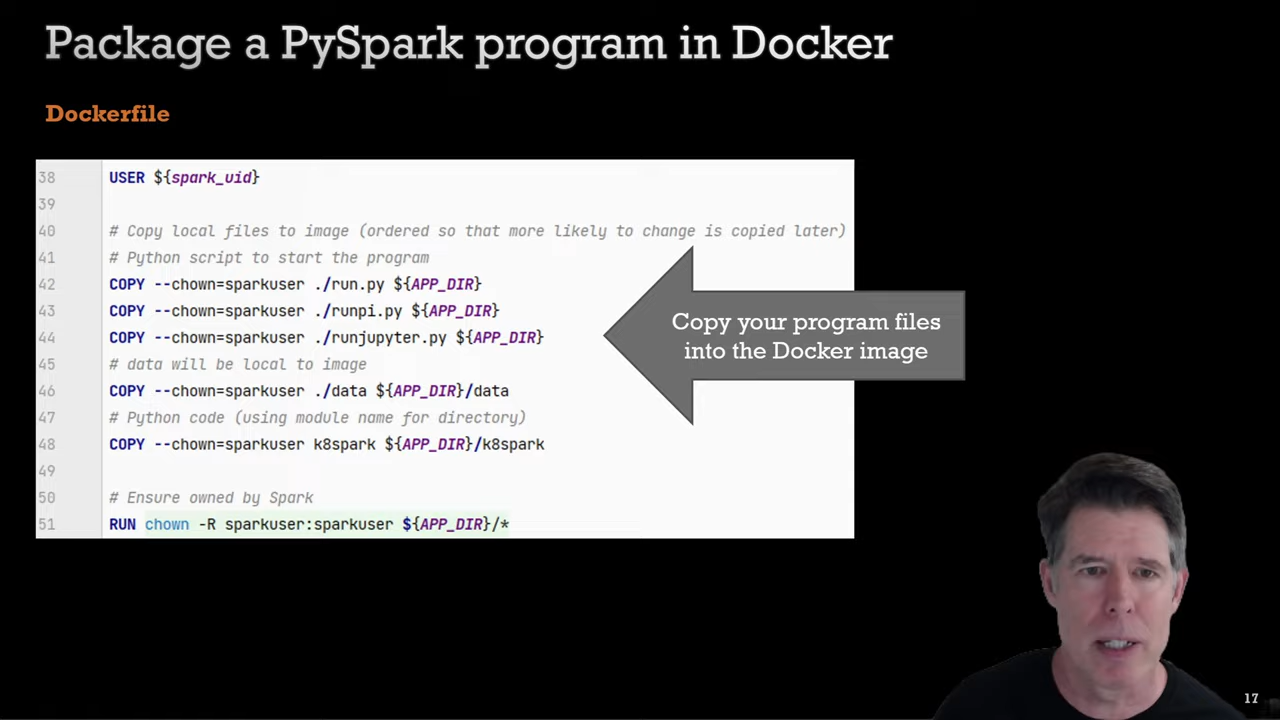 Package a PySpark program in Docker
Dockerfile
38 USER ${spark_uid}
39
40 # Copy local files to image (ordered so that more likely to change is copied later)
41 # Python script to start the program
42 COPY --chown=sparkuser ./run.py ${APP_DIR}
43 COPY --chown=sparkuser ./runpi.py ${APP_DIR}
44 COPY --chown=sparkuser ./runjupyter.py ${APP_DIR}
45 # data will be local to image
46 COPY --chown=sparkuser ./data ${APP_DIR}/data
47 # Python code (using module name for directory)
48 COPY --chown=sparkuser k8spark ${APP_DIR}/k8spark
49
50 # Ensure owned by Spark
51 RUN chown -R sparkuser:sparkuser ${APP_DIR}/*
Copy your program files
into the Docker image
17